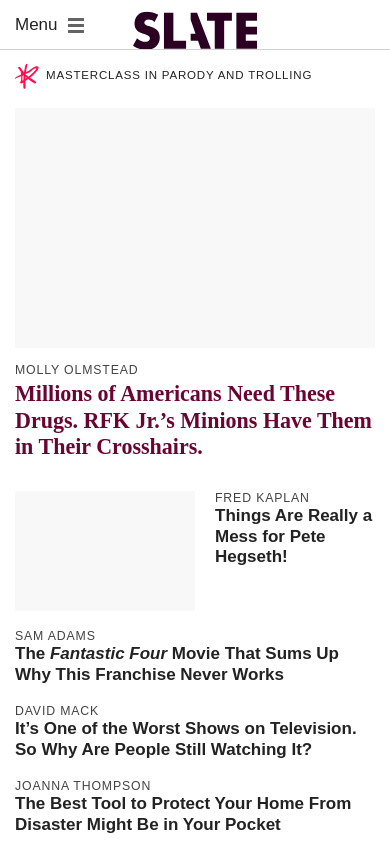 Menu
SLATE
MASTERCLASS IN PARODY AND TROLLING
MOLLY OLMSTEAD
Millions of Americans Need These
Drugs. RFK Jr.’s Minions Have Them
in Their Crosshairs.
FRED KAPLAN
Things Are Really a
Mess for Pete
Hegseth!
SAM ADAMS
The Fantastic Four Movie That Sums Up
Why This Franchise Never Works
DAVID MACK
It’s One of the Worst Shows on Television.
So Why Are People Still Watching It?
JOANNA THOMPSON
The Best Tool to Protect Your Home From
Disaster Might Be in Your Pocket